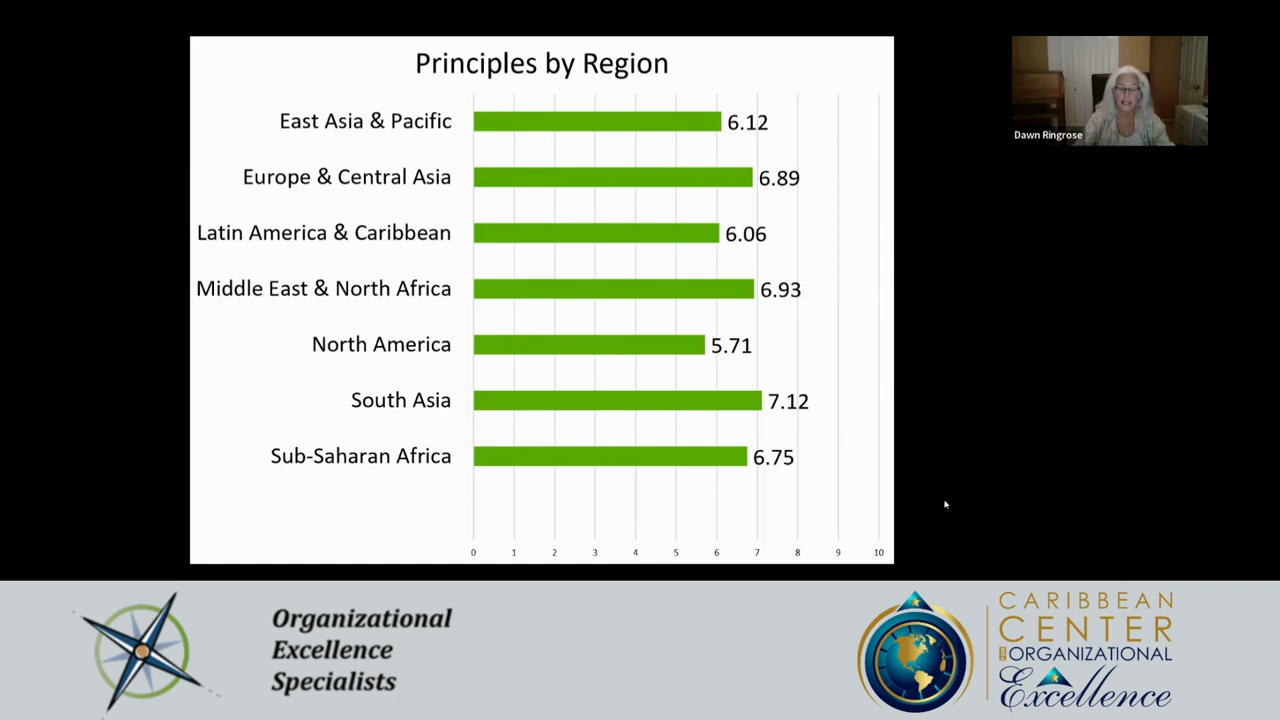 Principles by Region
East Asia & Pacific 6.12
Europe & Central Asia 6.89
Latin America & Caribbean 6.06
Middle East & North Africa 6.93
North America 5.71
South Asia 7.12
Sub-Saharan Africa 6.75
0 1 2 3 4 5 6 7 8 9 10
Dawn Ringrose
Organizational
Excellence
Specialists
CARIBBEAN
CENTER
ORGANIZATIONAL
Excellence